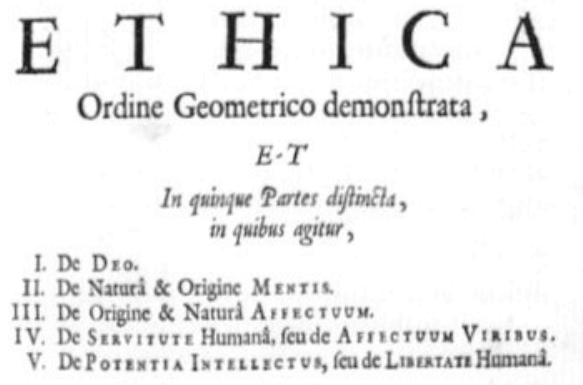 ETHICA
Ordine Geometrico demonſtrata,
E-T
In quinque Partes diſtincta,
in quibus agitur,
I. De DEO.
II. De Naturâ & Origine MENTIS.
III. De Origine & Naturâ AFFECTUUM.
IV. De SERVITUTE Humanâ, ſeu de AFFECTUUM VIRIBUS.
V. De POTENTIA INTELLECTUS, ſeu de LIBERTATE Humanâ.